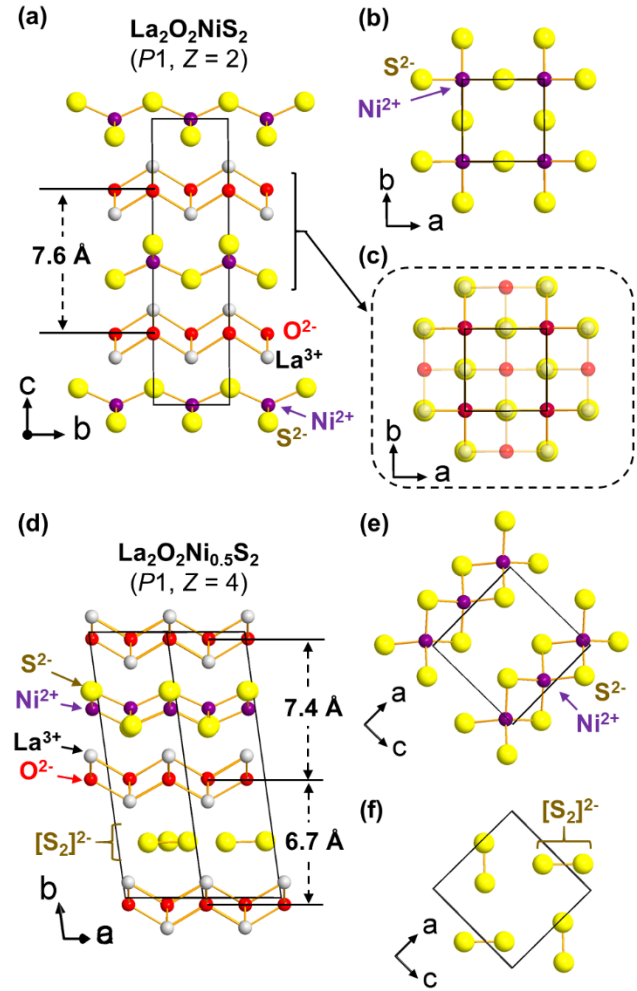 (a)
La₂O₂NiS₂
(P1, Z = 2)
7.6 Å
O²⁻
La³⁺
Ni²⁺
S²⁻
c
b
(b)
S²⁻
Ni²⁺
b
a
(c)
b
a
(d)
La₂O₂Ni₀.₅S₂
(P1, Z = 4)
S²⁻
Ni²⁺
La³⁺
O²⁻
[S₂]²⁻
7.4 Å
6.7 Å
b
a
c
(e)
S²⁻
Ni²⁺
a
c
(f)
[S₂]²⁻
a
c